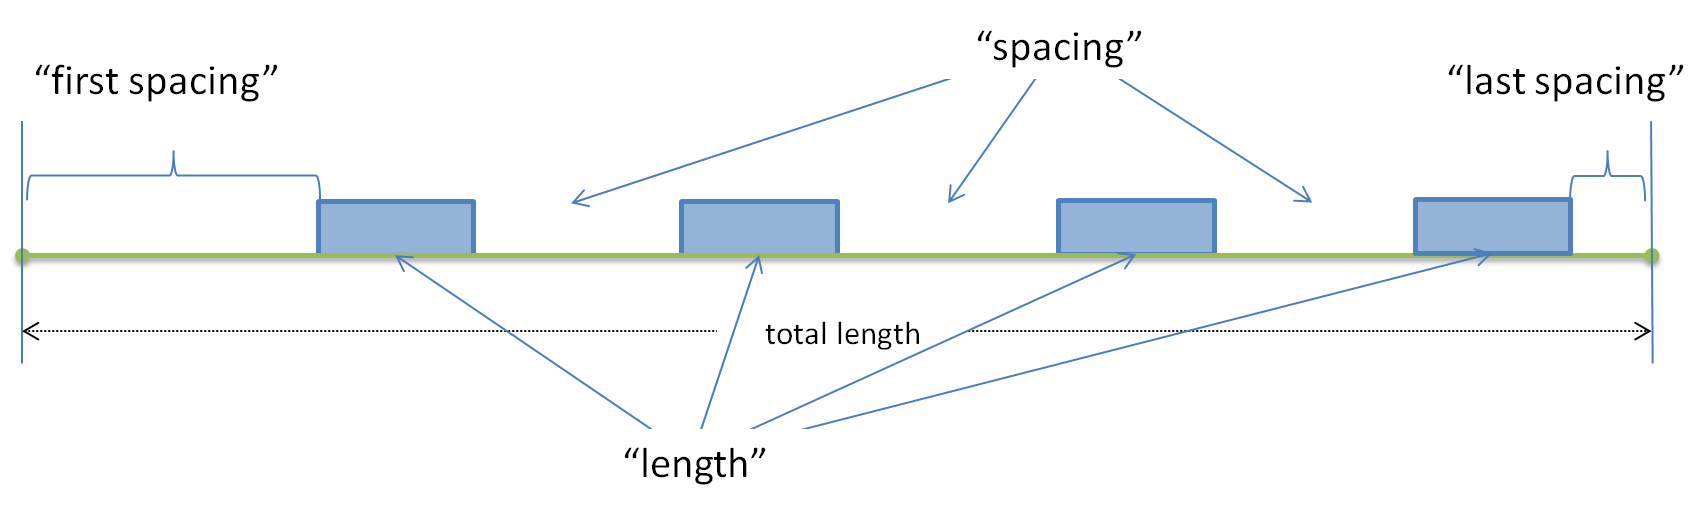 “spacing”
“first spacing”
“last spacing”
total length
“length”